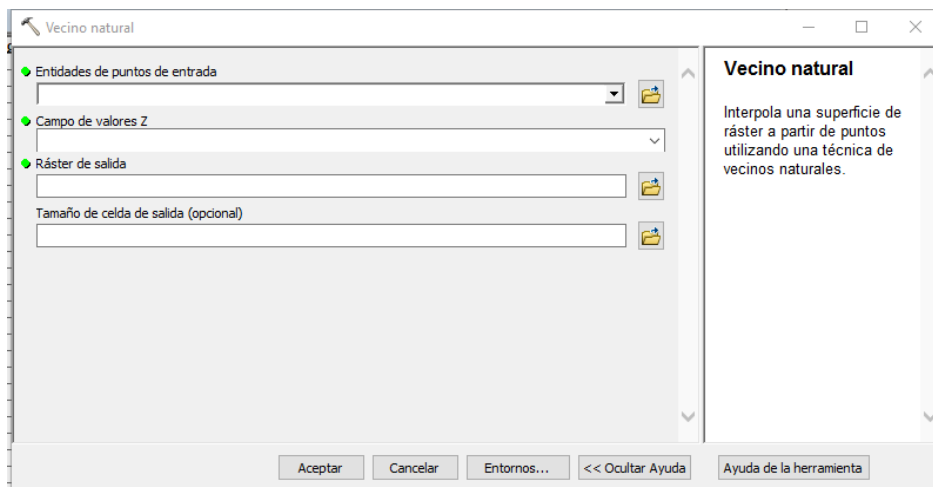 Vecino natural
Entidades de puntos de entrada
Campo de valores Z
Ráster de salida
Tamaño de celda de salida (opcional)
Vecino natural
Interpola una superficie de
ráster a partir de puntos
utilizando una técnica de
vecinos naturales.
Aceptar
Cancelar
Entornos...
<< Ocultar Ayuda
Ayuda de la herramienta